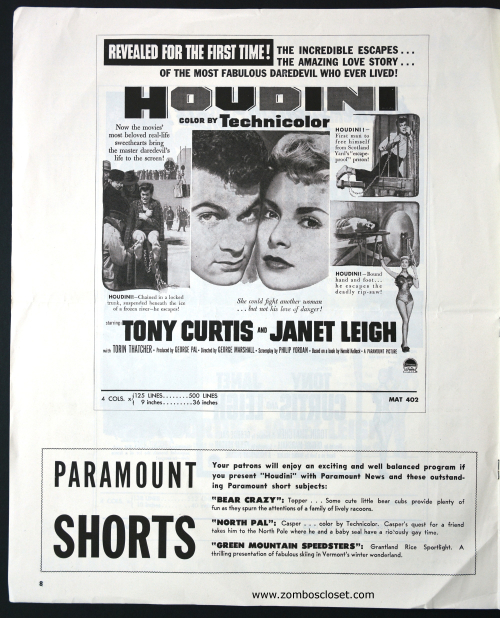 REVEALED FOR THE FIRST TIME! THE INCREDIBLE ESCAPES...
THE AMAZING LOVE STORY...
OF THE MOST FABULOUS DAREDEVIL WHO EVER LIVED!
HOUDINI
COLOR BY Technicolor
Now the movies'
most beloved real-life
sweethearts bring
the master daredevil's
life to the screen!
HOUDINI!—
First man to
free himself
from Scotland
Yard's "escape-
proof" prison!
HOUDINI!—Bound
hand and foot...
he escapes the
deadly rip-saw!
HOUDINI!—Chained in a locked
trunk, suspended beneath the ice
of a frozen river—he escapes!
She could fight another woman
... but not his love of danger!
starring TONY CURTIS AND JANET LEIGH
with TORIN THATCHER • Produced by GEORGE PAL • Directed by GEORGE MARSHALL • Screenplay by PHILIP YORDAN • Based on a book by Harold Kellock • A PARAMOUNT PICTURE
4 COLS. x 125 LINES........500 LINES
9 Inches.........36 inches
MAT 402
PARAMOUNT
SHORTS
Your patrons will enjoy an exciting and well balanced program if
you present "Houdini" with Paramount News and these outstand-
ing Paramount short subjects:
"BEAR CRAZY": Topper ... Some cute little bear cubs provide plenty of
fun as they spurn the attentions of a family of lively racoons.
"NORTH PAL": Casper ... color by Technicolor. Casper's quest for a friend
takes him to the North Pole where he and a baby seal have a riotously gay time.
"GREEN MOUNTAIN SPEEDSTERS": Grantland Rice Sportlight. A
thrilling presentation of fabulous skiing in Vermont's winter wonderland.
8
www.zomboscloset.com